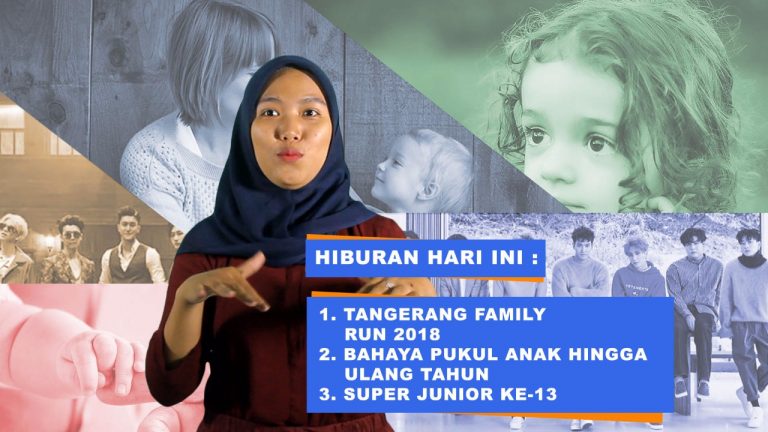 HIBURAN HARI INI :
1. TANGERANG FAMILY
RUN 2018
2. BAHAYA PUKUL ANAK HINGGA
ULANG TAHUN
3. SUPER JUNIOR KE-13